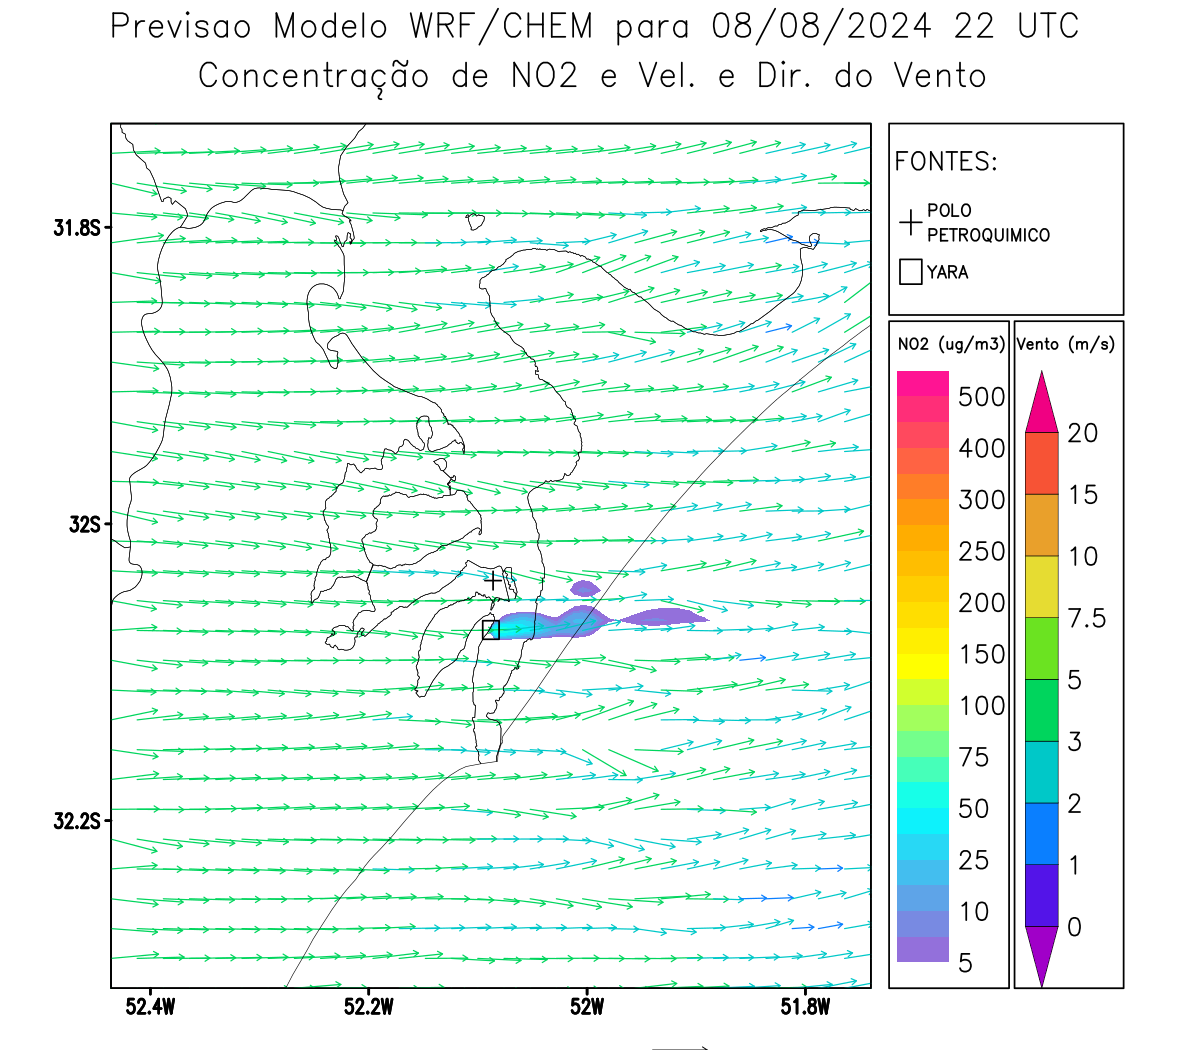 Previsao Modelo WRF/CHEM para 08/08/2024 22 UTC
Concentração de NO2 e Vel. e Dir. do Vento
FONTES:
POLO
PETROQUIMICO
YARA
31.8S
32S
32.2S
52.4W
52.2W
52W
51.8W
NO2 (ug/m3)
500
400
300
250
200
150
100
75
50
25
10
5
Vento (m/s)
20
15
10
7.5
5
3
2
1
0